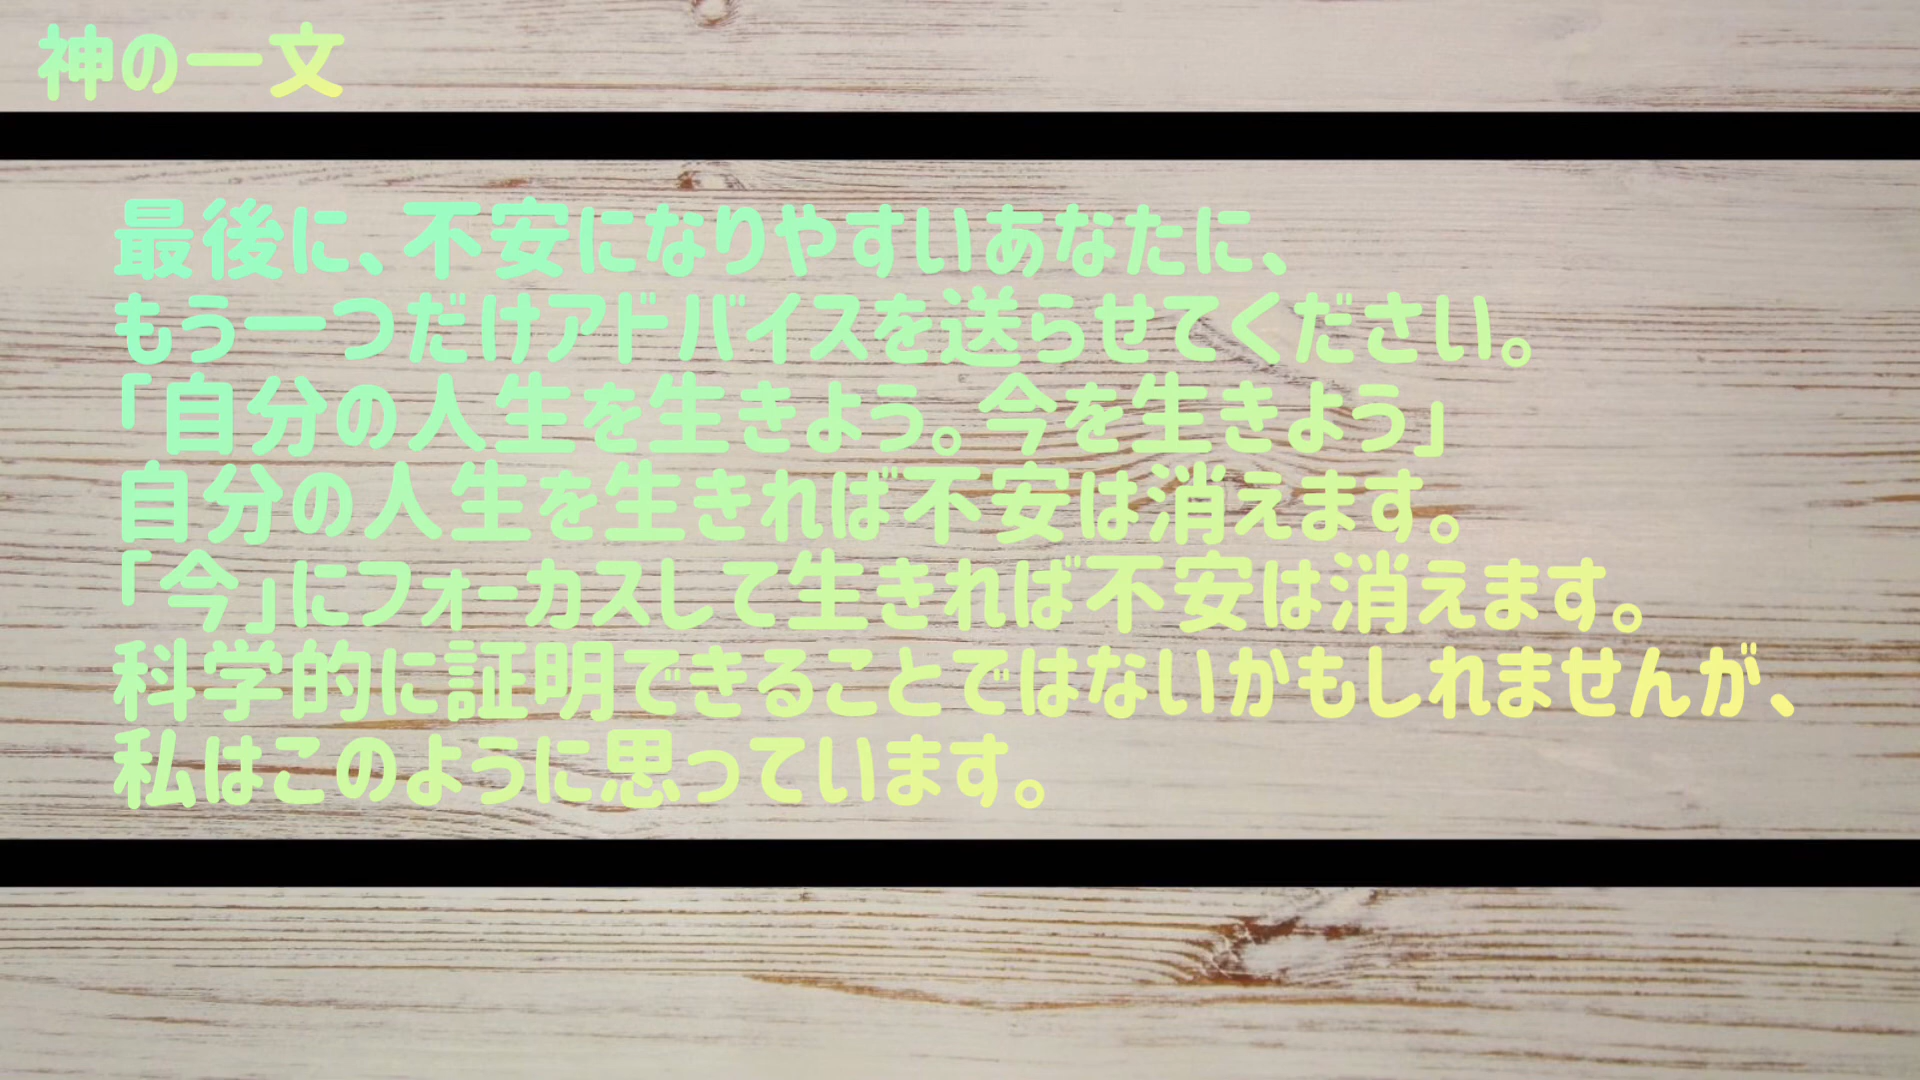 神の一文
最後に、不安になりやすいあなたに、
もう一つだけアドバイスを送らせてください。
「自分の人生を生きよう。今を生きよう」
自分の人生を生きれば不安は消えます。
「今」にフォーカスして生きれば不安は消えます。
科学的に証明できることではないかもしれませんが、
私はこのように思っています。